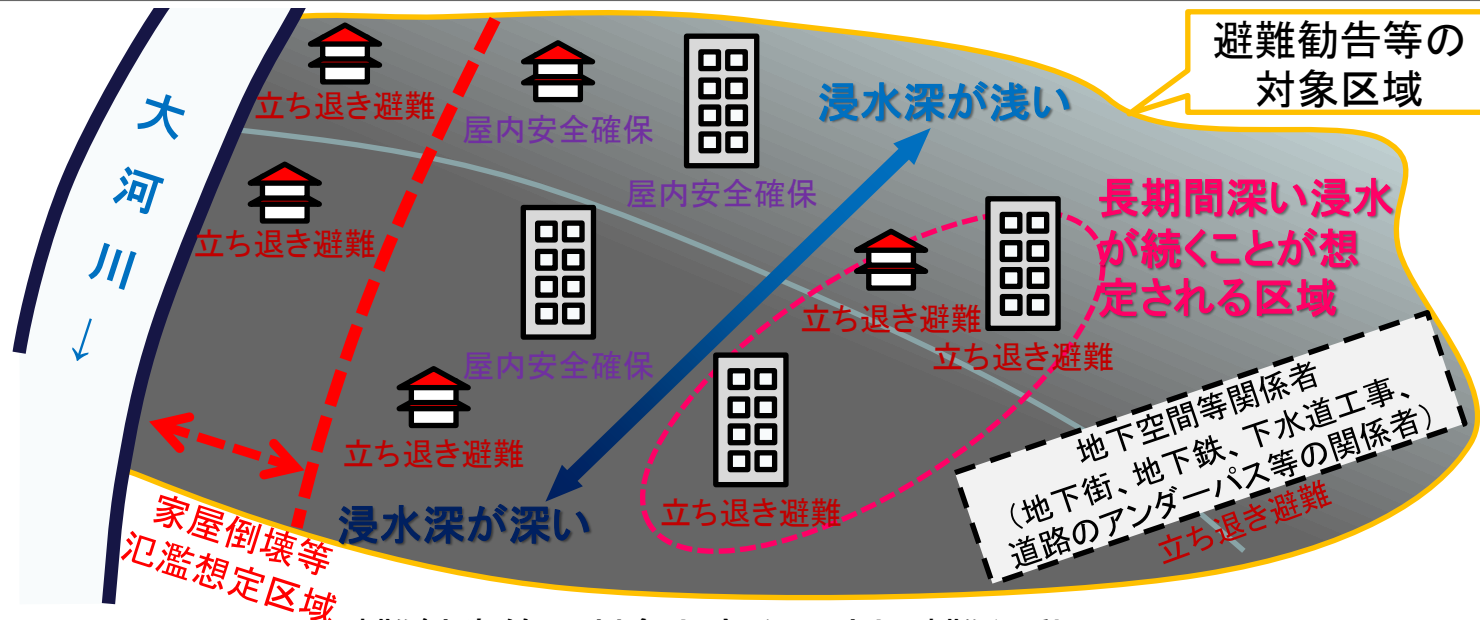 避難勧告等の
対象区域
大
河
川
↓
立ち退き避難
屋内安全確保
屋内安全確保
浸水深が浅い
立ち退き避難
長期間深い浸水
が続くことが想
定される区域
屋内安全確保
立ち退き避難
立ち退き避難
立ち退き避難
立ち退き避難
浸水深が深い
家屋倒壊等
氾濫想定区域
地下空間等関係者
（地下街、地下鉄、下水道工事、
道路のアンダーパス等の関係者）
立ち退き避難